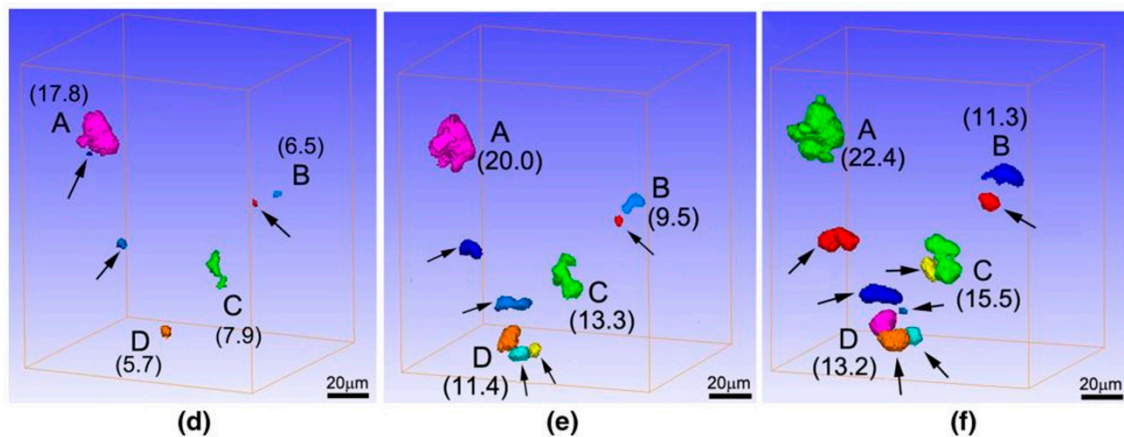 (17.8)
A
(6.5)
B
C
(7.9)
D
(5.7)
20μm
(d)
A
(20.0)
B
(9.5)
C
(13.3)
D
(11.4)
20μm
(e)
A
(22.4)
(11.3)
B
C
(15.5)
D
(13.2)
20μm
(f)